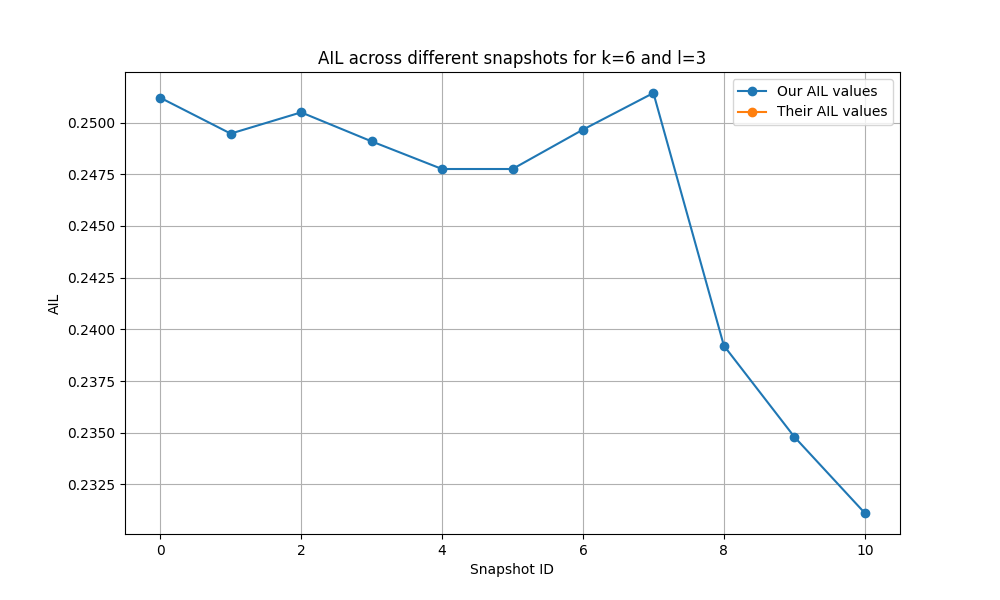 AIL across different snapshots for k=6 and l=3
Our AIL values
Their AIL values
0.2500
0.2475
0.2450
0.2425
0.2400
0.2375
0.2350
0.2325
AIL
0 2 4 6 8 10
Snapshot ID